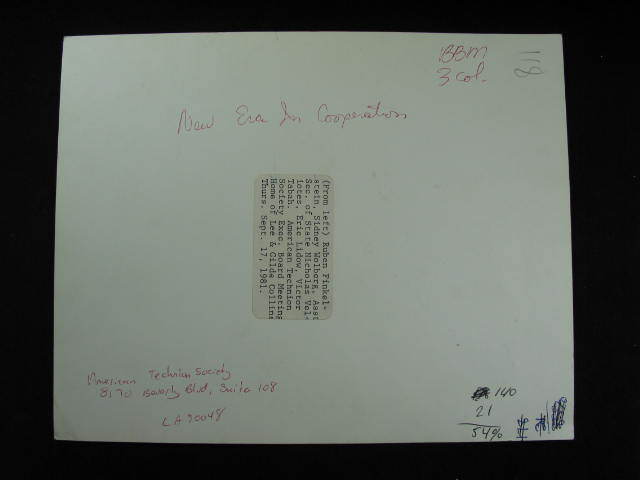 BBM
3 col.
811
New Era In Cooperation
(From left) Ruben Finkel-
stein, Sidney Wolberg, Asst
Sec. of State Nicholas Vel-
iotes, Eric Lidow, Victor
Tabah. American Technion
Society Exec. Board Meeting
Home of Lee & Gilda Collins
Thurs. Sept. 17, 1981.
American Technion Society
8170 Beverly Blvd, Suite 108
LA 90048
140
21
54%